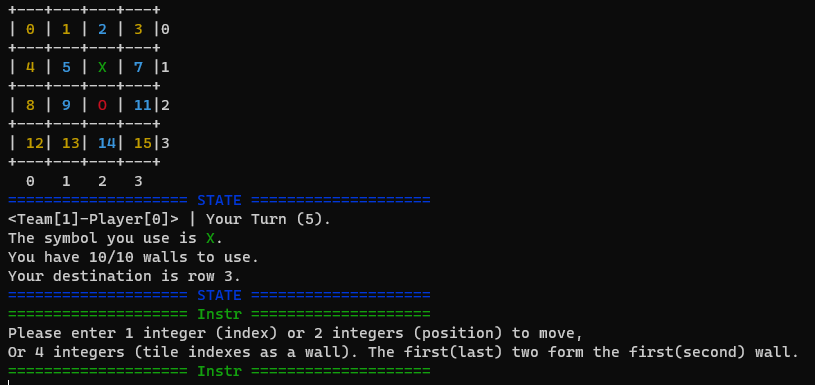 +---+---+---+---+
| 0 | 1 | 2 | 3 |0
+---+---+---+---+
| 4 | 5 | X | 7 |1
+---+---+---+---+
| 8 | 9 | O | 11|2
+---+---+---+---+
| 12| 13| 14| 15|3
+---+---+---+---+
  0   1   2   3
==================== STATE ====================
<Team[1]-Player[0]> | Your Turn (5).
The symbol you use is X.
You have 10/10 walls to use.
Your destination is row 3.
==================== STATE ====================
==================== Instr ====================
Please enter 1 integer (index) or 2 integers (position) to move,
Or 4 integers (tile indexes as a wall). The first(last) two form the first(second) wall.
==================== Instr ====================